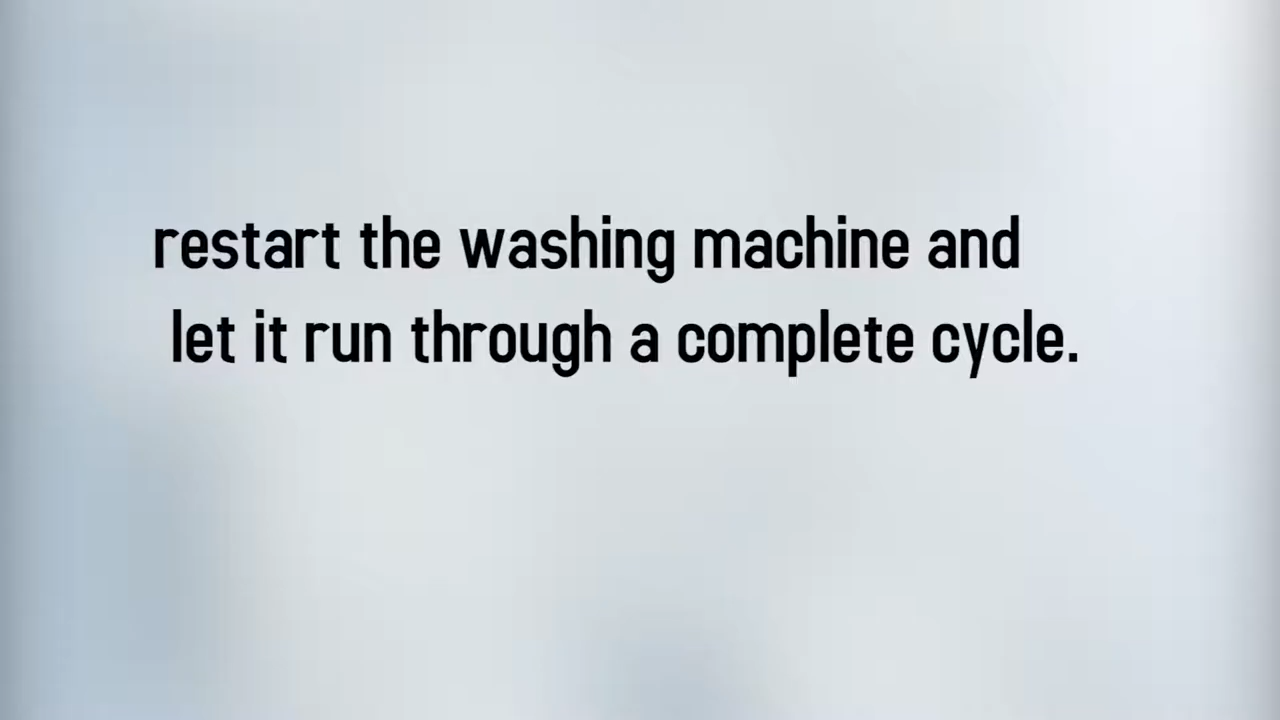 restart the washing machine and
let it run through a complete cycle.